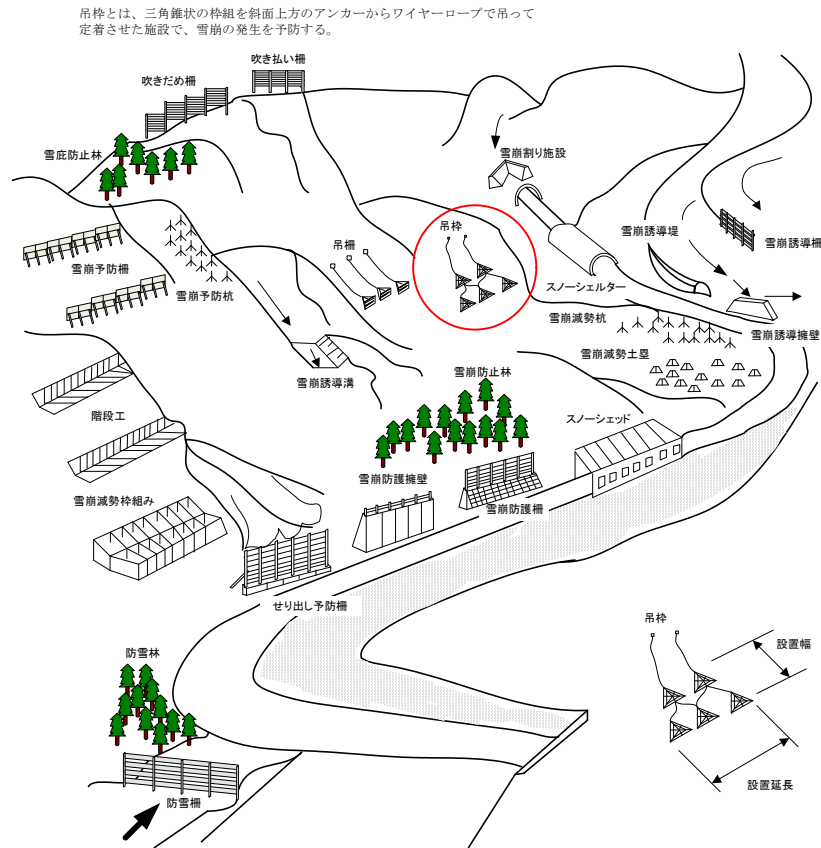 吊枠とは、三角錐状の枠組を斜面上方のアンカーからワイヤーロープで吊って
定着させた施設で、雪崩の発生を予防する。
吹き払い柵
吹きだめ柵
雪庇防止林
雪崩割り施設
吊枠
雪崩誘導堤
吊柵
雪崩誘導柵
雪崩予防柵
雪崩予防杭
スノーシェルター
雪崩減勢杭
雪崩誘導擁壁
雪崩減勢土塁
雪崩誘導溝
雪崩防止林
階段工
スノーシェッド
雪崩防護擁壁
雪崩減勢枠組み
雪崩防護柵
せり出し予防柵
吊枠
設置幅
防雪林
設置延長
防雪柵